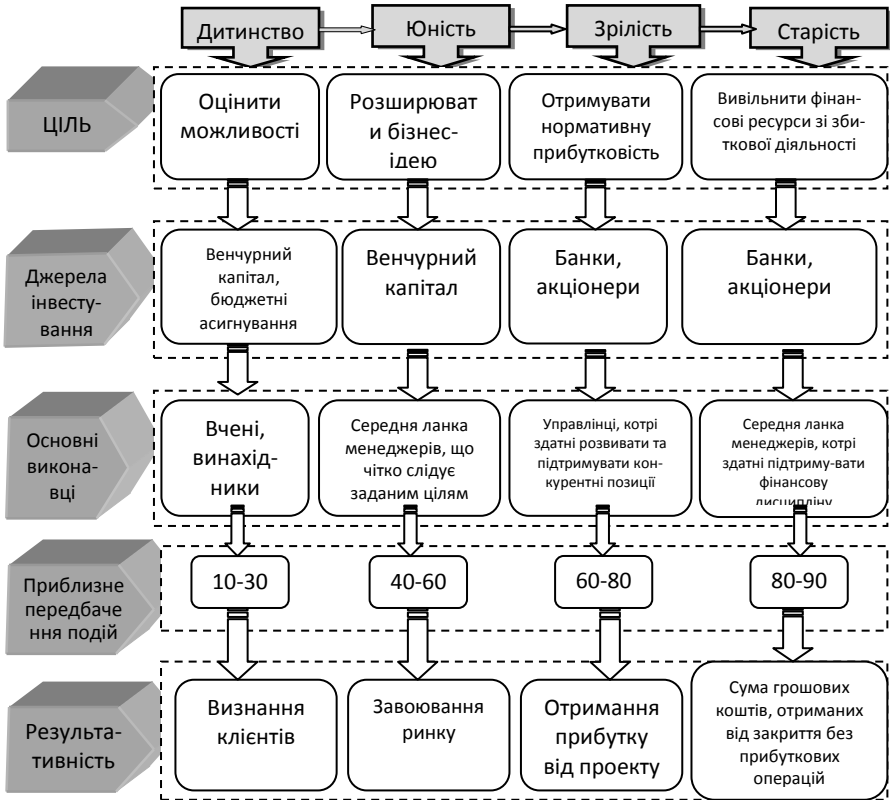 Дитинство
Юність
Зрілість
Старість
ЦІЛЬ
Оцінити
можливості
Розширюват
и бізнес-
ідею
Отримувати
нормативну
прибутковість
Вивільнити фінан-
сові ресурси зі зби-
ткової діяльності
Джерела
інвесту-
вання
Венчурний
капітал,
бюджетні
асигнування
Венчурний
капітал
Банки,
акціонери
Банки,
акціонери
Основні
викона-
вці
Вчені,
винахід-
ники
Середня ланка
менеджерів, що
чітко слідує
заданим цілям
Управлінці, котрі
здатні розвивати та
підтримувати кон-
курентні позиції
Середня ланка
менеджерів, котрі
здатні підтриму-вати
фінансову
дисципліну
Приблизне
передбаче
ння подій
10-30
40-60
60-80
80-90
Результа-
тивність
Визнання
клієнтів
Завоювання
ринку
Отримання
прибутку
від проекту
Сума грошових
коштів, отриманих
від закриття без
прибуткових
операцій